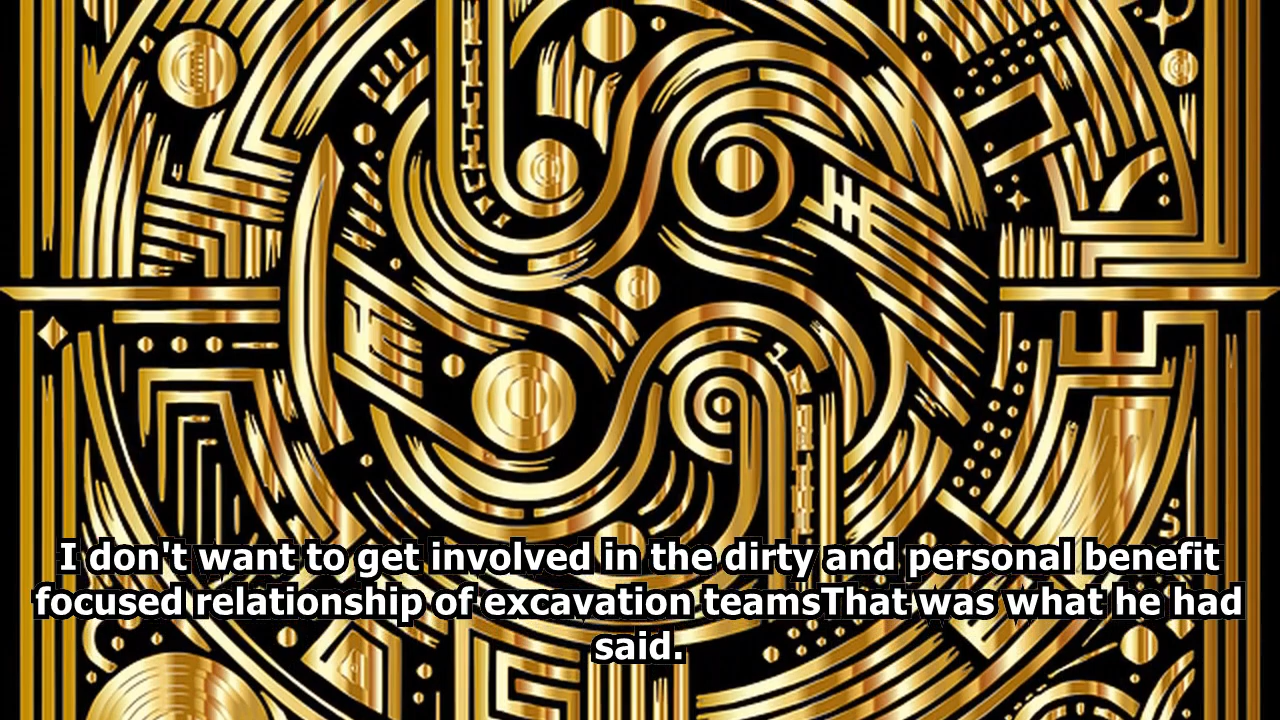 I don't want to get involved in the dirty and personal benefit
focused relationship of excavation teamsThat was what he had
said.